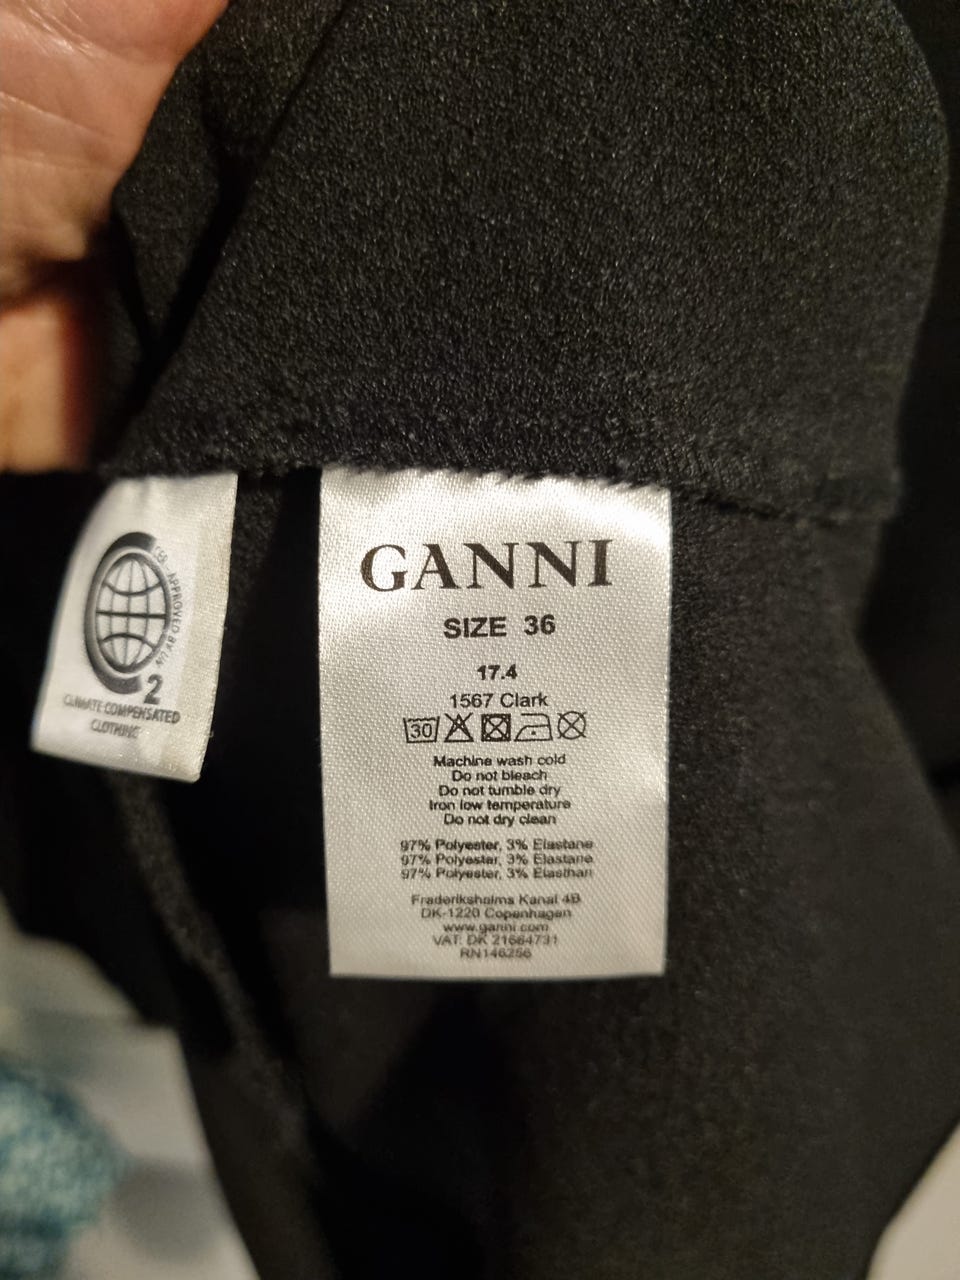 2
CLIMATE COMPENSATED
CLOTHING
GANNI
SIZE 36
17.4
1567 Clark
30
Machine wash cold
Do not bleach
Do not tumble dry
Iron low temperature
Do not dry clean
97% Polyester, 3% Elastane
97% Polyester, 3% Elastane
97% Polyester, 3% Elasthan
Frederiksholms Kanal 4B
DK-1220 Copenhagen
www.ganni.com
VAT: DK 21664731
RN146256